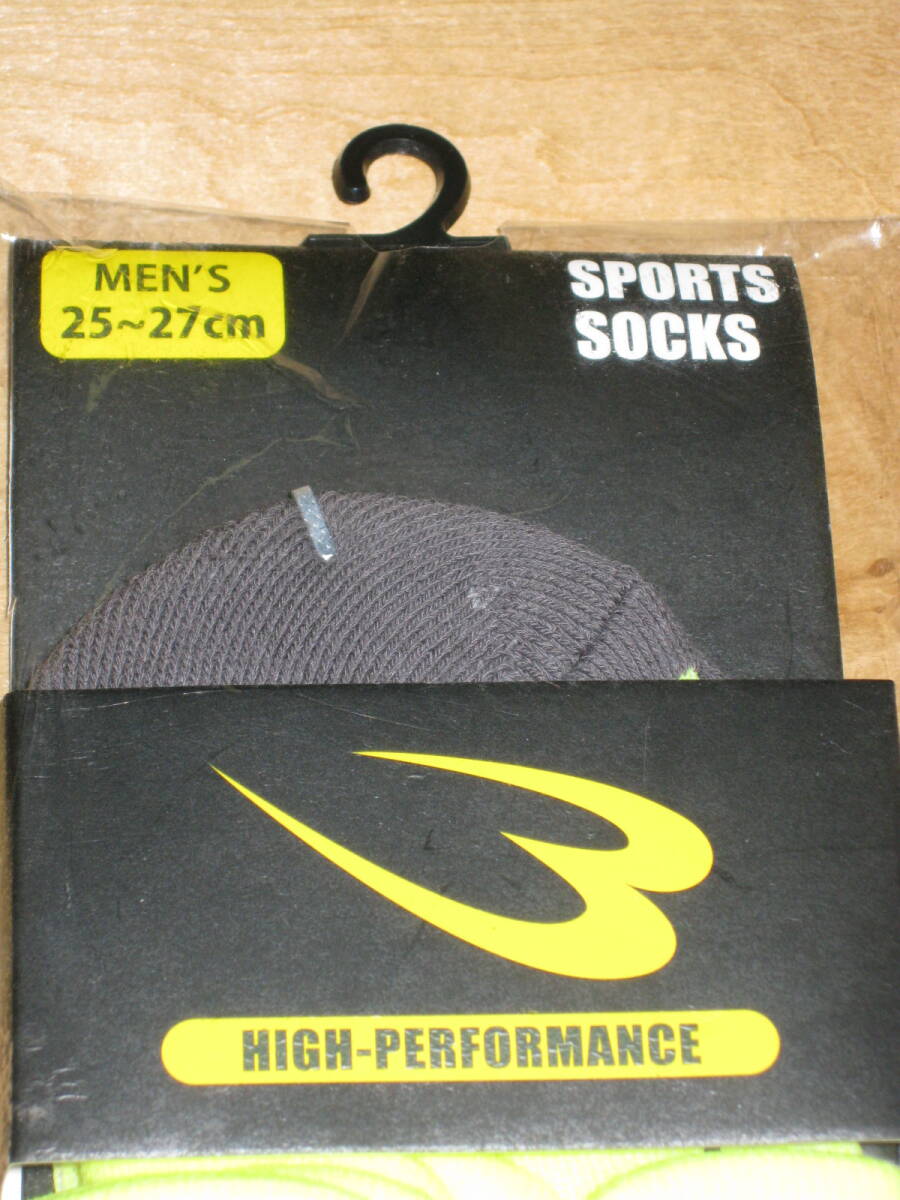 MEN'S
25~27cm
SPORTS
SOCKS
HIGH-PERFORMANCE